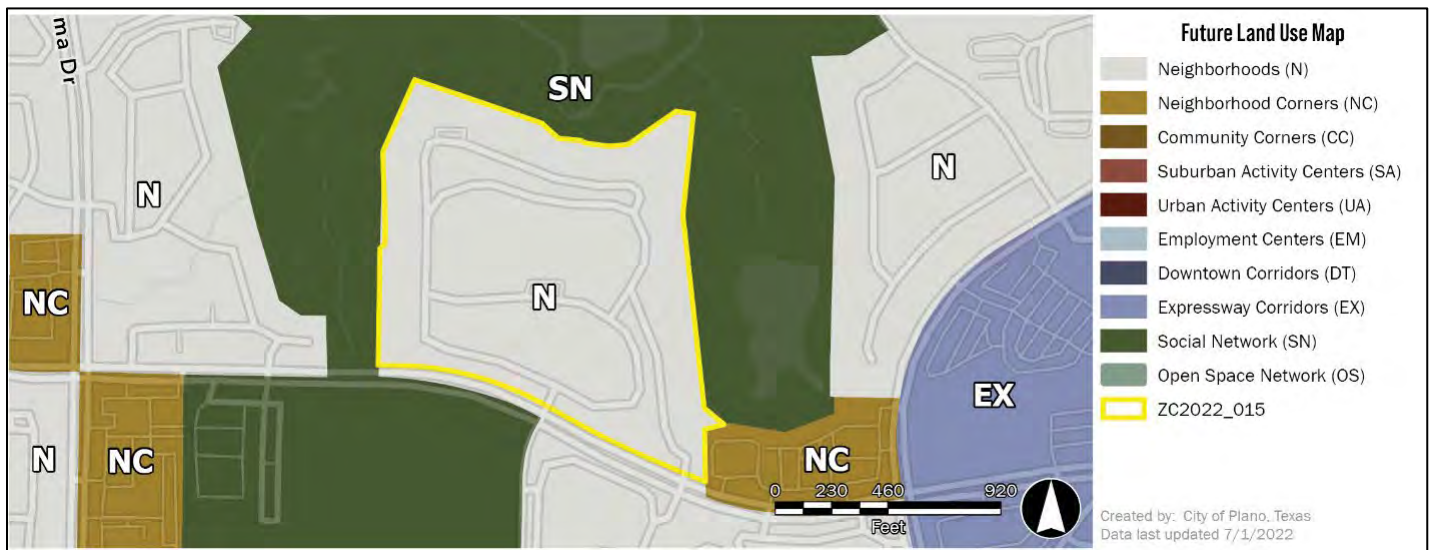 ma Dr
SN
N
N
NC
N
EX
N
NC
NC
0 230 460 920
Feet
Future Land Use Map
Neighborhoods (N)
Neighborhood Corners (NC)
Community Corners (CC)
Suburban Activity Centers (SA)
Urban Activity Centers (UA)
Employment Centers (EM)
Downtown Corridors (DT)
Expressway Corridors (EX)
Social Network (SN)
Open Space Network (OS)
ZC2022_015
Created by: City of Plano, Texas
Data last updated 7/1/2022